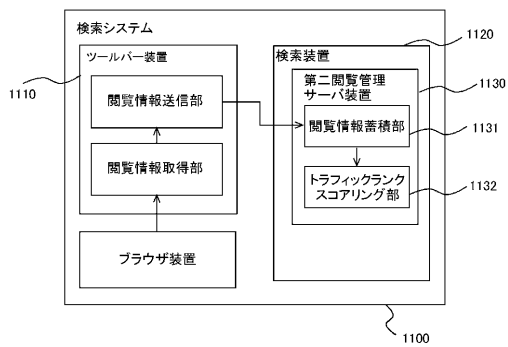 検索システム
ツールバー装置
閲覧情報送信部
閲覧情報取得部
ブラウザ装置
検索装置
第二閲覧管理
サーバ装置
閲覧情報蓄積部
トラフィックランク
スコアリング部
1110
1120
1130
1131
1132
1100